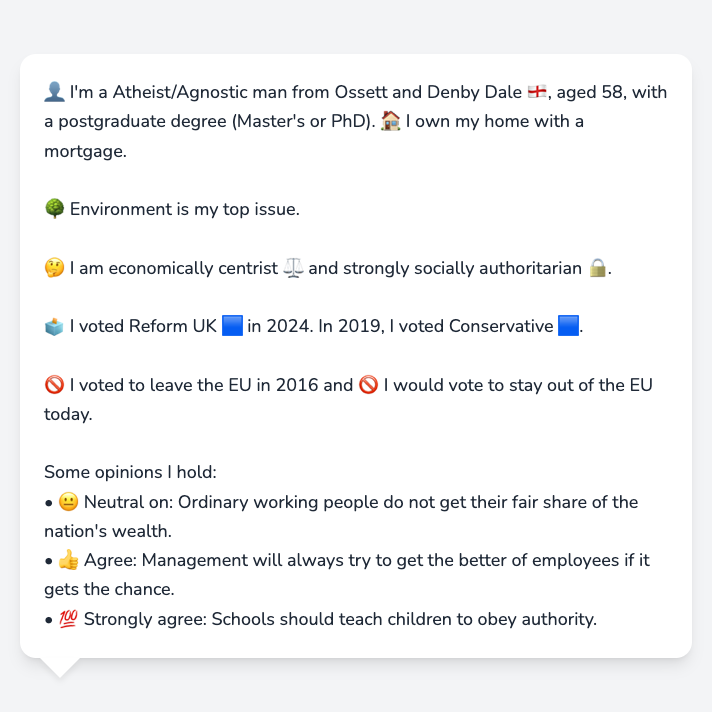 👤 I'm a Atheist/Agnostic man from Ossett and Denby Dale 🏴󠁧󠁢󠁥󠁮󠁧󠁿, aged 58, with
a postgraduate degree (Master's or PhD). 🏠 I own my home with a
mortgage.
🌳 Environment is my top issue.
🤔 I am economically centrist ⚖️ and strongly socially authoritarian 🔒.
🗳️ I voted Reform UK 🟦 in 2024. In 2019, I voted Conservative 🟦.
🚫 I voted to leave the EU in 2016 and 🚫 I would vote to stay out of the EU
today.
Some opinions I hold:
• 😐 Neutral on: Ordinary working people do not get their fair share of the
nation's wealth.
• 👍 Agree: Management will always try to get the better of employees if it
gets the chance.
• 💯 Strongly agree: Schools should teach children to obey authority.